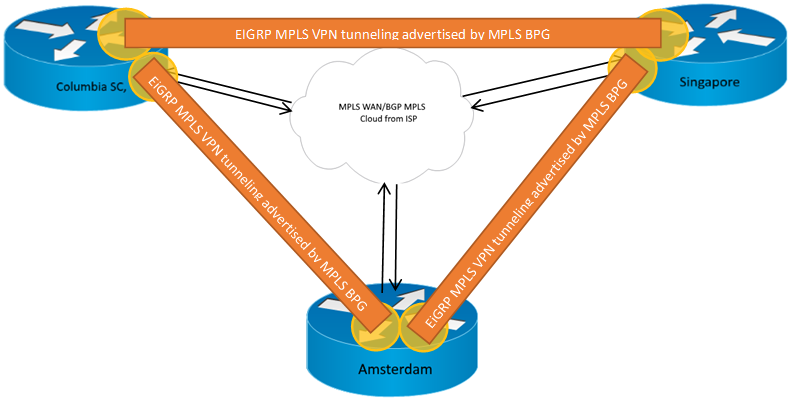 EIGRP MPLS VPN tunneling advertised by MPLS BPG
Columbia SC,
Singapore
MPLS WAN/BGP MPLS
Cloud from ISP
EiGRP MPLS VPN tunneling advertised by MPLS BPG
EiGRP MPLS VPN tunneling advertised by MPLS BPG
Amsterdam